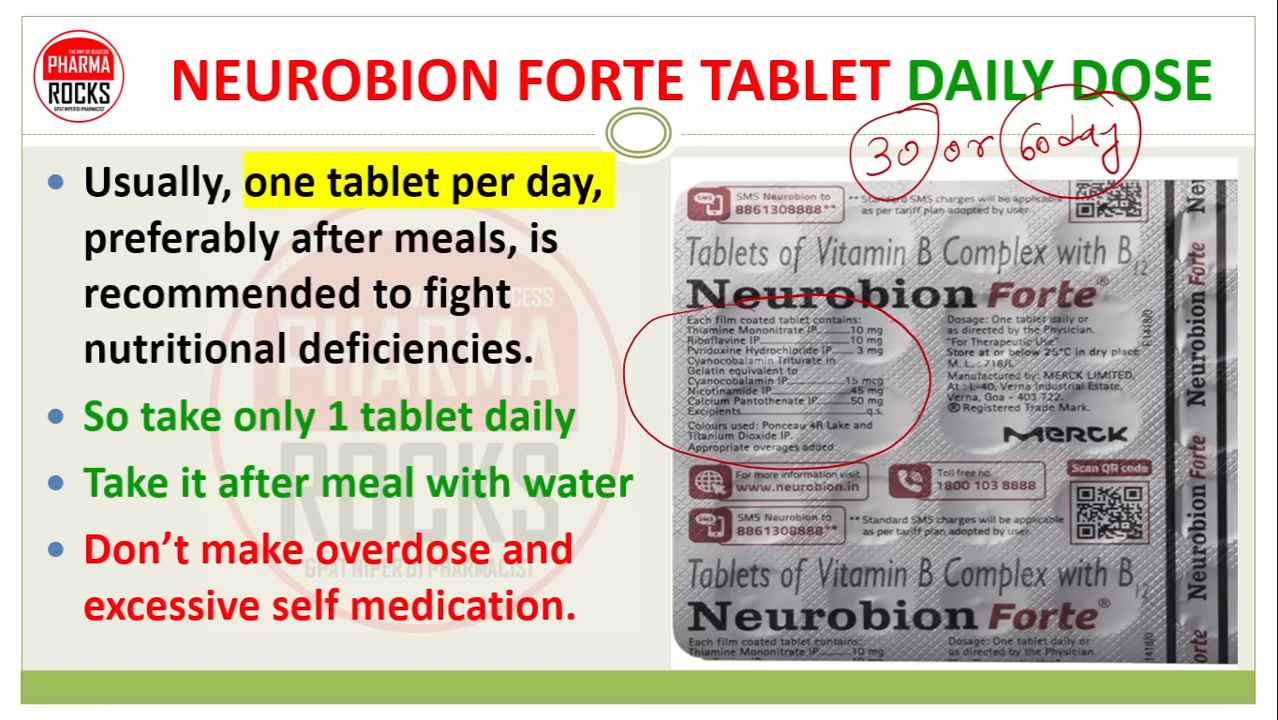 THE WAY OF SUCCESS
PHARMA
ROCKS
GPAT NIPER DI PHARMACIST
NEUROBION FORTE TABLET DAILY DOSE
30 or 60 day
Usually, one tablet per day,
preferably after meals, is
recommended to fight
nutritional deficiencies.
So take only 1 tablet daily
Take it after meal with water
Don't make overdose and
excessive self medication.
PHARMA
ROCKS
GPAT NIPER DI PHARMACIST
SMS Neurobion to
8861308888**
**Standard SMS charges will be applicable
as per tariff plan adopted by user.
Tablets of Vitamin B Complex with B12
Neurobion Forte®
Each film coated tablet contains:
Thiamine Mononitrate IP........10 mg
Riboflavine IP........10 mg
Pyridoxine Hydrochloride IP.... 3 mg
Cyanocobalamin Triturate in
Gelatin equivalent to
Cyanocobalamin IP........15 mcg
Nicotinamide IP........45 mg
Calcium Pantothenate IP........50 mg
Excipients........q.s.
Colours used: Ponceau 4R Lake and
Titanium Dioxide IP.
Appropriate overages added
Dosage: One tablet daily or
as directed by the Physician.
"For Therapeutic Use"
Store at or below 25°C in dry place
M. L.: 718/L
Manufactured by: MERCK LIMITED,
At : L-40, Verna Industrial Estate,
Verna, Goa - 403 722.
® Registered Trade Mark.
MERCK
For more information visit
www.neurobion.in
Toll free no.
1800 103 8888
Scan QR code
SMS Neurobion to
8861308888**
**Standard SMS charges will be applicable
as per tariff plan adopted by user.
Tablets of Vitamin B Complex with B12
Neurobion Forte®
Each film coated tablet contains:
Thiamine Mononitrate IP........10 mg
Dosage: One tablet daily or
as directed by the Physician.
Neurobion Forte
Neurobion Forte